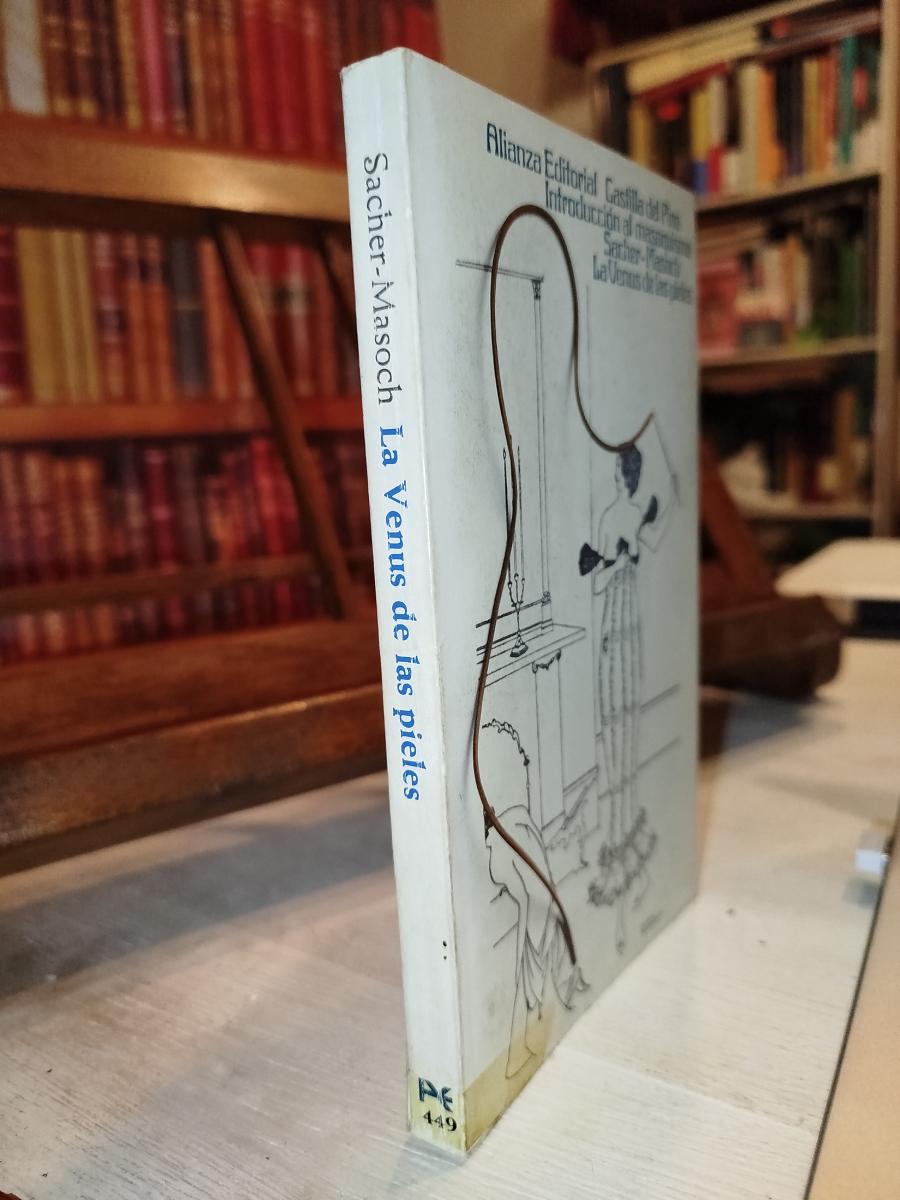 Sacher-Masoch La Venus de las pieles
Alianza Editorial Castilla del Pino
Introducción al masoquismo
Sacher-Masoch
La Venus de las pieles
449